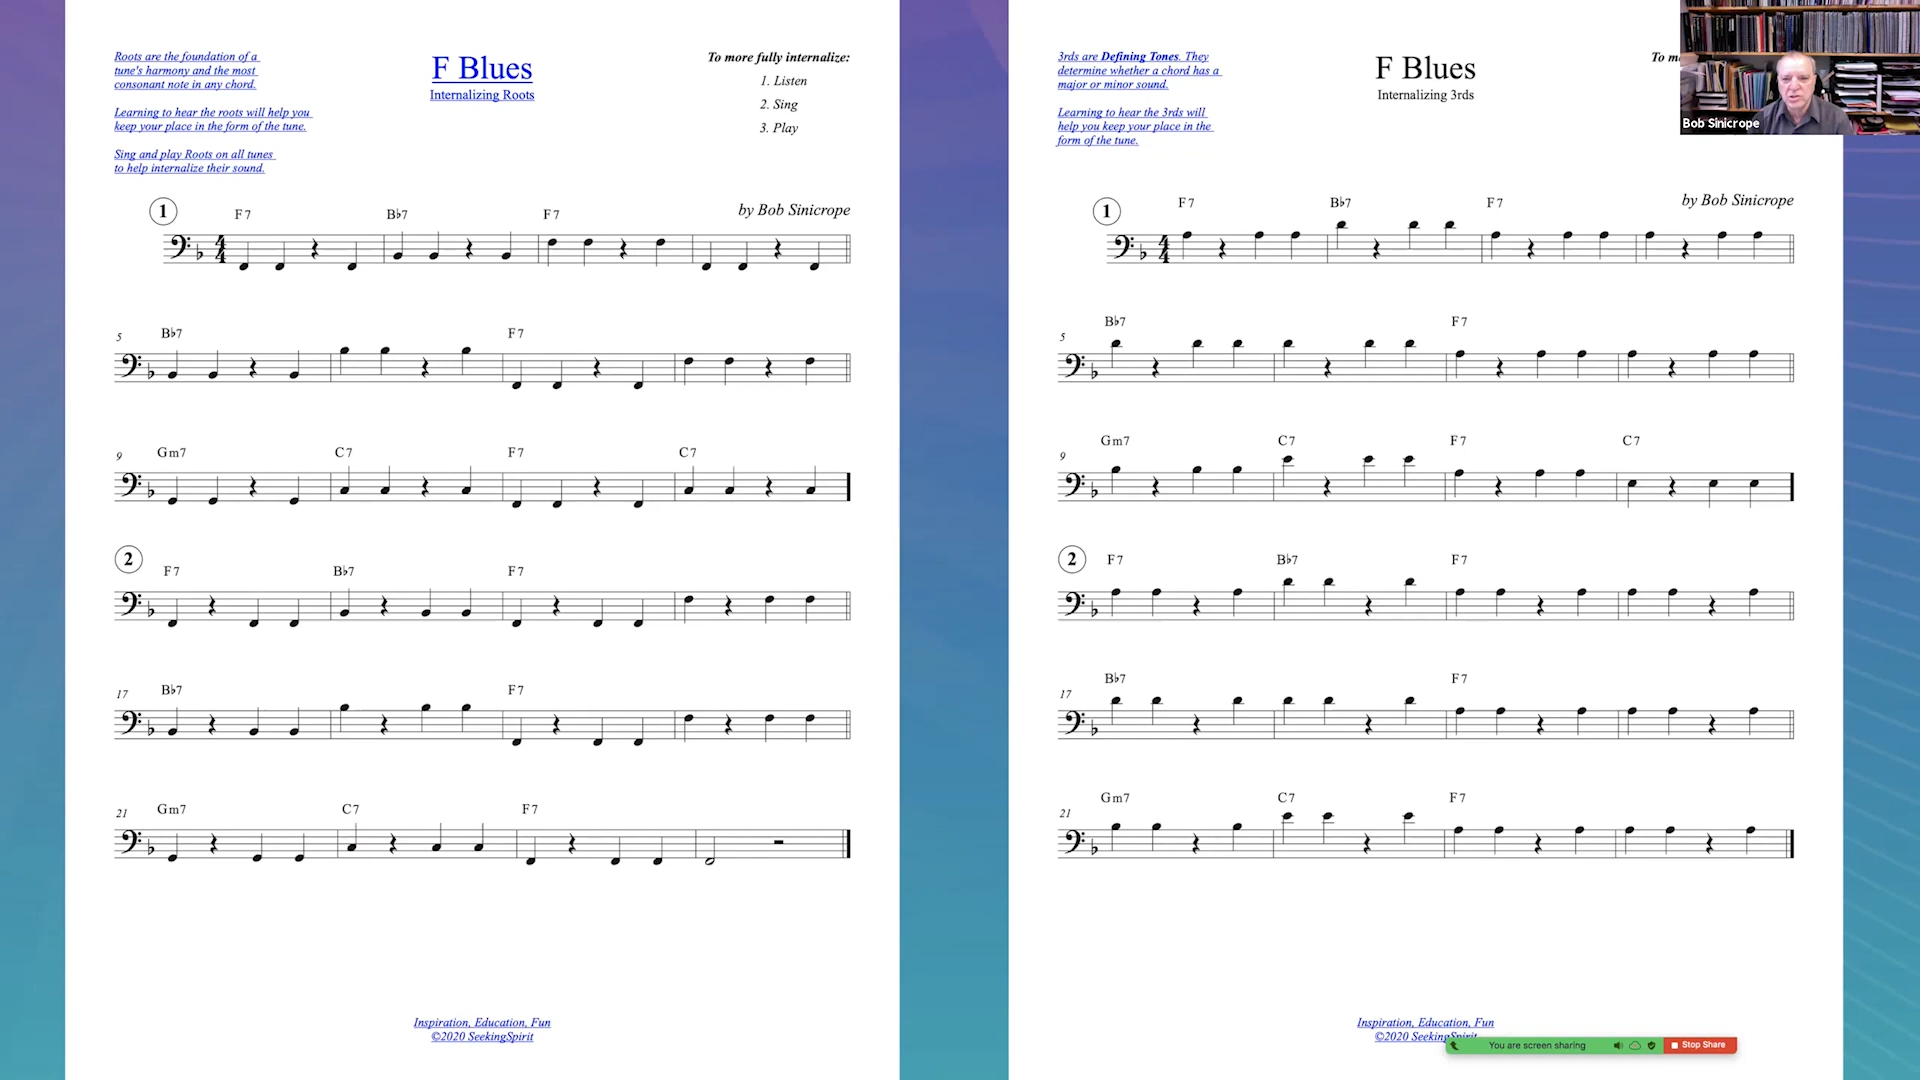 Roots are the foundation of a
tune's harmony and the most
consonant note in any chord.
Learning to hear the roots will help you
keep your place in the form of the tune.
Sing and play Roots on all tunes
to help internalize their sound.
F Blues
Internalizing Roots
To more fully internalize:
1. Listen
2. Sing
3. Play
by Bob Sinicrope
1 F7 B♭7 F7
4/4
5 B♭7 F7
9 Gm7 C7 F7 C7
2 F7 B♭7 F7
17 B♭7 F7
21 Gm7 C7 F7
Inspiration, Education, Fun
©2020 SeekingSpirit
3rds are Defining Tones. They
determine whether a chord has a
major or minor sound.
Learning to hear the 3rds will
help you keep your place in the
form of the tune.
F Blues
Internalizing 3rds
To
Bob Sinicrope
by Bob Sinicrope
1 F7 B♭7 F7
4/4
5 B♭7 F7
9 Gm7 C7 F7 C7
2 F7 B♭7 F7
17 B♭7 F7
21 Gm7 C7 F7
Inspiration, Education, Fun
©2020 SeekingSpirit
You are screen sharing Stop Share